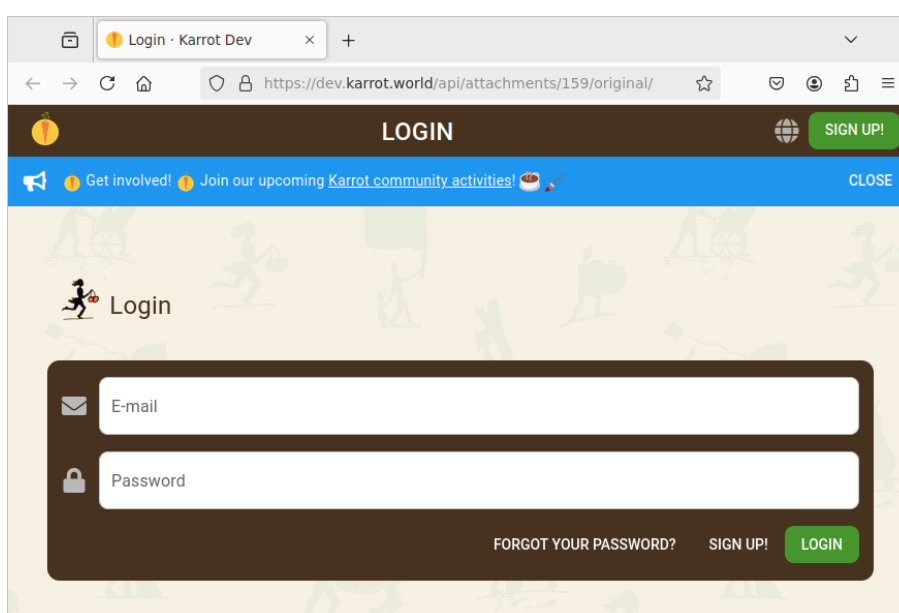 Login · Karrot Dev
https://dev.karrot.world/api/attachments/159/original/
LOGIN
SIGN UP!
Get involved! Join our upcoming Karrot community activities!
CLOSE
Login
E-mail
Password
FORGOT YOUR PASSWORD? SIGN UP! LOGIN